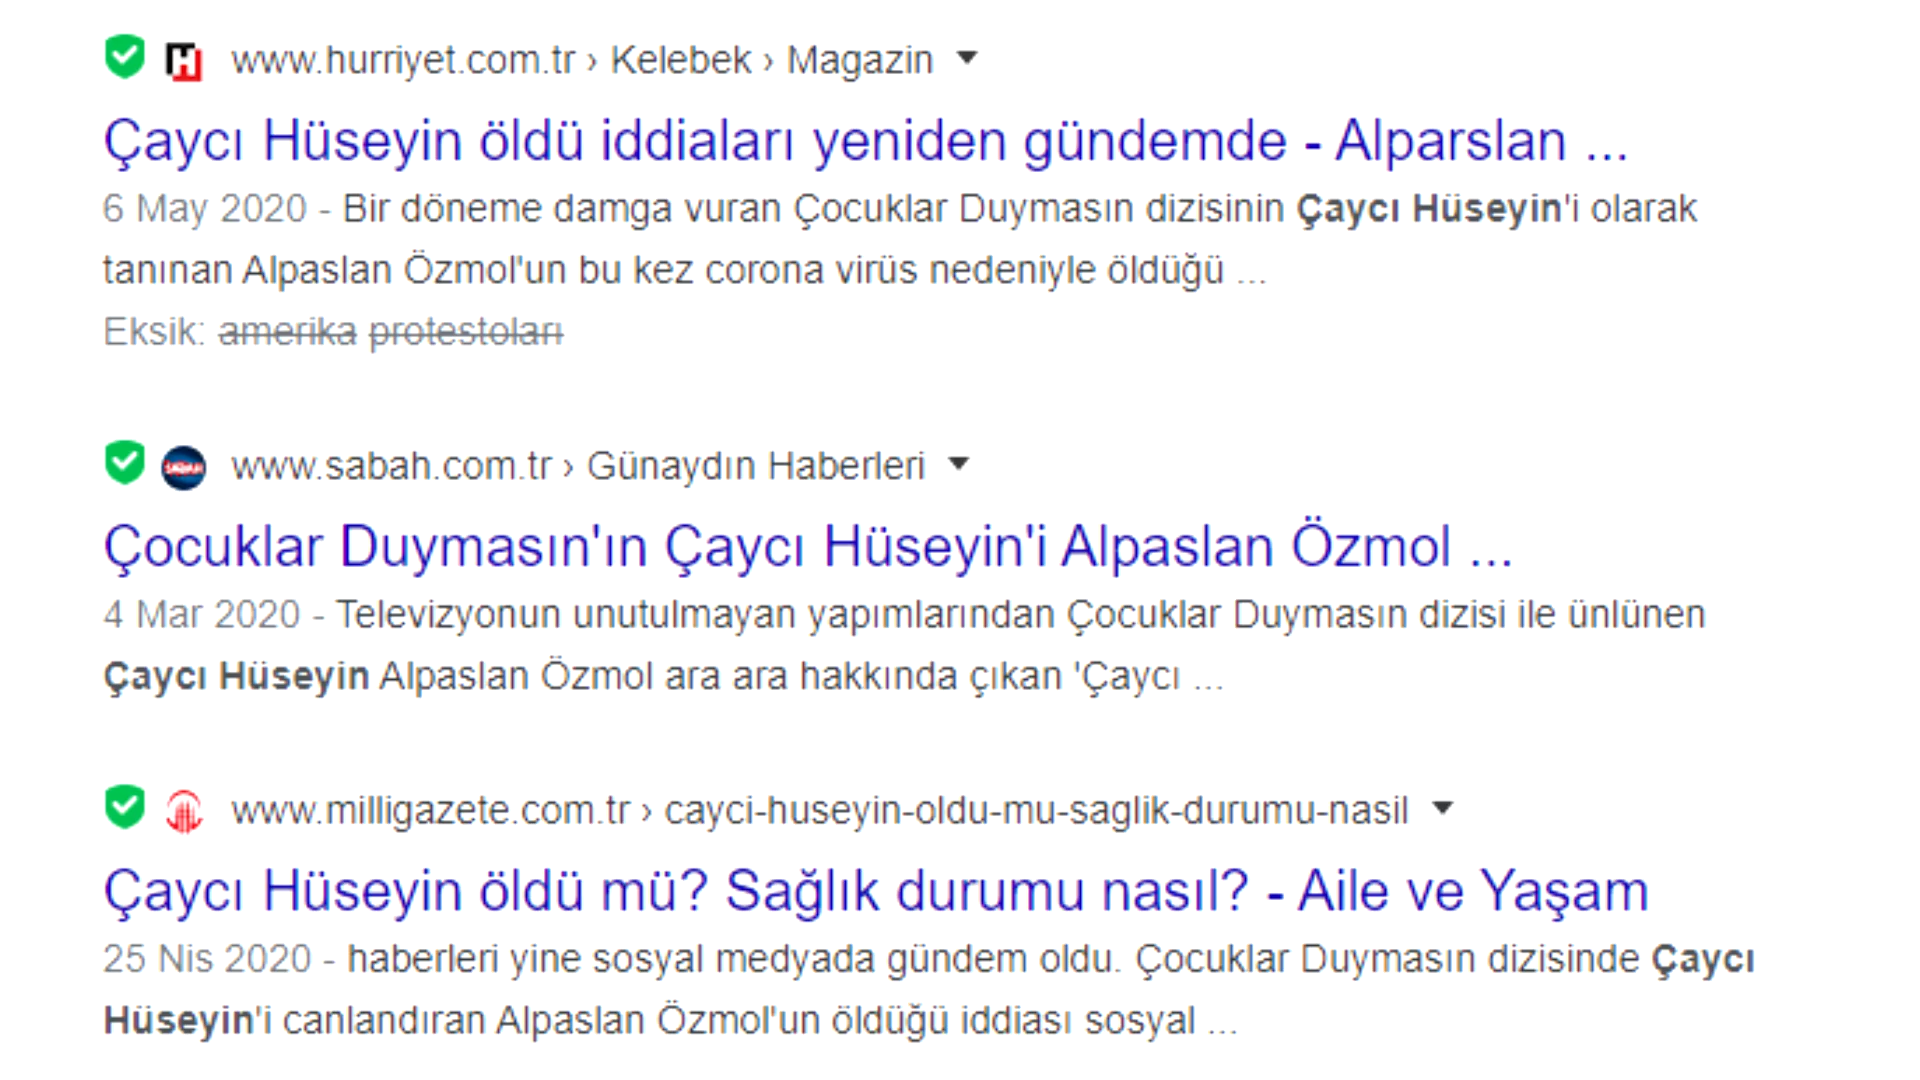 www.hurriyet.com.tr › Kelebek › Magazin
Çaycı Hüseyin öldü iddiaları yeniden gündemde - Alparslan ...
6 May 2020 - Bir döneme damga vuran Çocuklar Duymasın dizisinin Çaycı Hüseyin'i olarak
tanınan Alpaslan Özmol'un bu kez corona virüs nedeniyle öldüğü ...
Eksik: amerika protestoları
SABAH www.sabah.com.tr › Günaydın Haberleri
Çocuklar Duymasın'ın Çaycı Hüseyin'i Alpaslan Özmol ...
4 Mar 2020 - Televizyonun unutulmayan yapımlarından Çocuklar Duymasın dizisi ile ünlünen
Çaycı Hüseyin Alpaslan Özmol ara ara hakkında çıkan 'Çaycı ...
www.milligazete.com.tr › cayci-huseyin-oldu-mu-saglik-durumu-nasil
Çaycı Hüseyin öldü mü? Sağlık durumu nasıl? - Aile ve Yaşam
25 Nis 2020 - haberleri yine sosyal medyada gündem oldu. Çocuklar Duymasın dizisinde Çaycı
Hüseyin'i canlandıran Alpaslan Özmol'un öldüğü iddiası sosyal ...